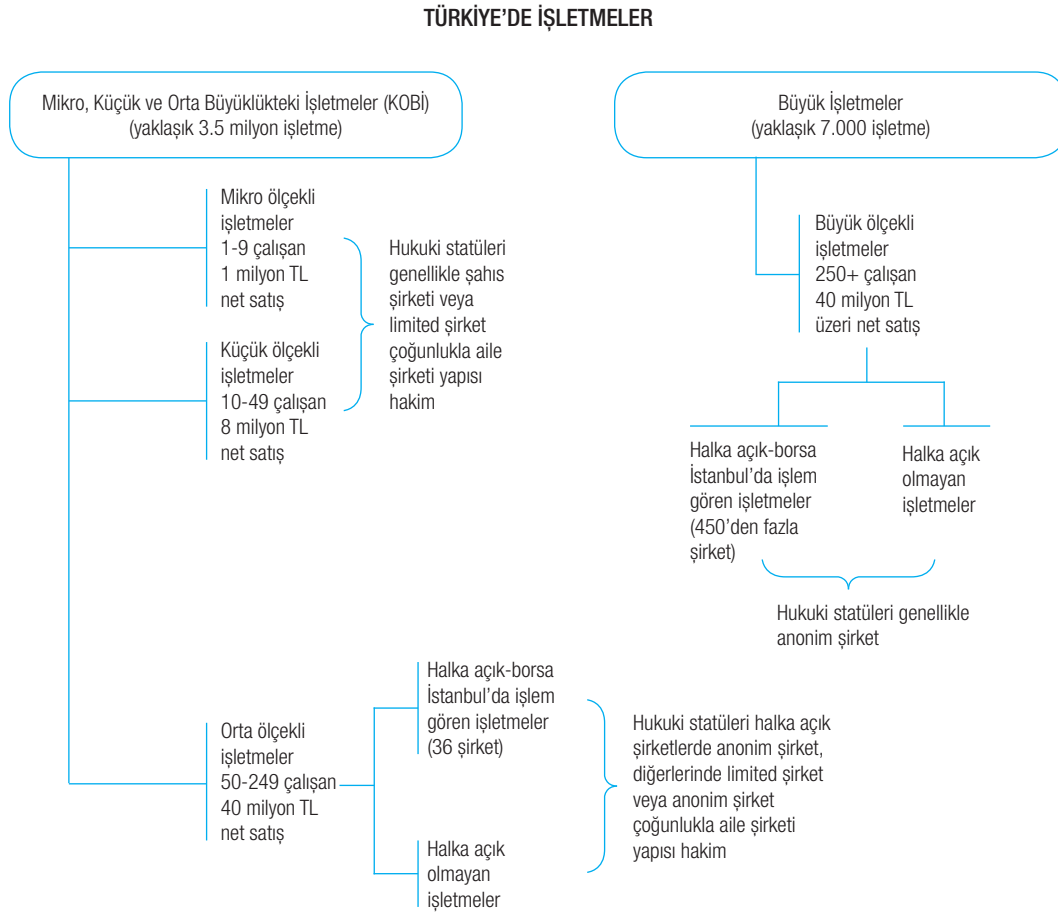 TÜRKİYE'DE İŞLETMELER
Mikro, Küçük ve Orta Büyüklükteki İşletmeler (KOBİ)
(yaklaşık 3.5 milyon işletme)
Mikro ölçekli
işletmeler
1-9 çalışan
1 milyon TL
net satış
Küçük ölçekli
işletmeler
10-49 çalışan
8 milyon TL
net satış
Hukuki statüleri
genellikle şahıs
şirketi veya
limited şirket
çoğunlukla aile
şirketi yapısı
hakim
Orta ölçekli
işletmeler
50-249 çalışan
40 milyon TL
net satış
Halka açık-borsa
İstanbul'da işlem
gören işletmeler
(36 şirket)
Halka açık
olmayan
işletmeler
Hukuki statüleri halka açık
şirketlerde anonim şirket,
diğerlerinde limited şirket
veya anonim şirket
çoğunlukla aile şirketi
yapısı hakim
Büyük İşletmeler
(yaklaşık 7.000 işletme)
Büyük ölçekli
işletmeler
250+ çalışan
40 milyon TL
üzeri net satış
Halka açık-borsa
İstanbul'da işlem
gören işletmeler
(450'den fazla
şirket)
Halka açık
olmayan
işletmeler
Hukuki statüleri genellikle
anonim şirket